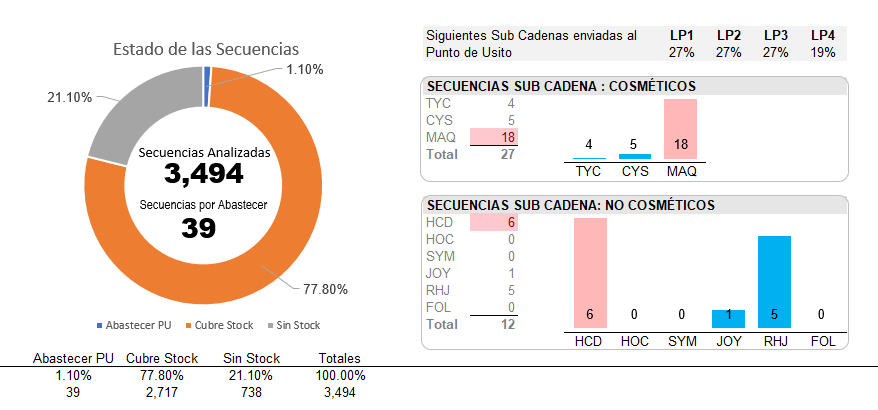 Estado de las Secuencias
1.10%
21.10%
Secuencias Analizadas
3,494
Secuencias por Abastecer
39
77.80%
Abastecer PU Cubre Stock Sin Stock
Abastecer PU Cubre Stock Sin Stock Totales
1.10% 77.80% 21.10% 100.00%
39 2,717 738 3,494
Siguientes Sub Cadenas enviadas al LP1 LP2 LP3 LP4
Punto de Usito 27% 27% 27% 19%
SECUENCIAS SUB CADENA : COSMÉTICOS
TYC 4
CYS 5
MAQ 18
Total 27
4 5 18
TYC CYS MAQ
SECUENCIAS SUB CADENA: NO COSMÉTICOS
HCD 6
HOC 0
SYM 0
JOY 1
RHJ 5
FOL 0
Total 12
6 0 0 1 5 0
HCD HOC SYM JOY RHJ FOL